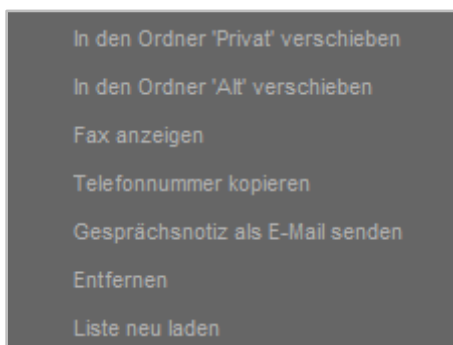 In den Ordner 'Privat' verschieben
In den Ordner 'Alt' verschieben
Fax anzeigen
Telefonnummer kopieren
Gesprächsnotiz als E-Mail senden
Entfernen
Liste neu laden